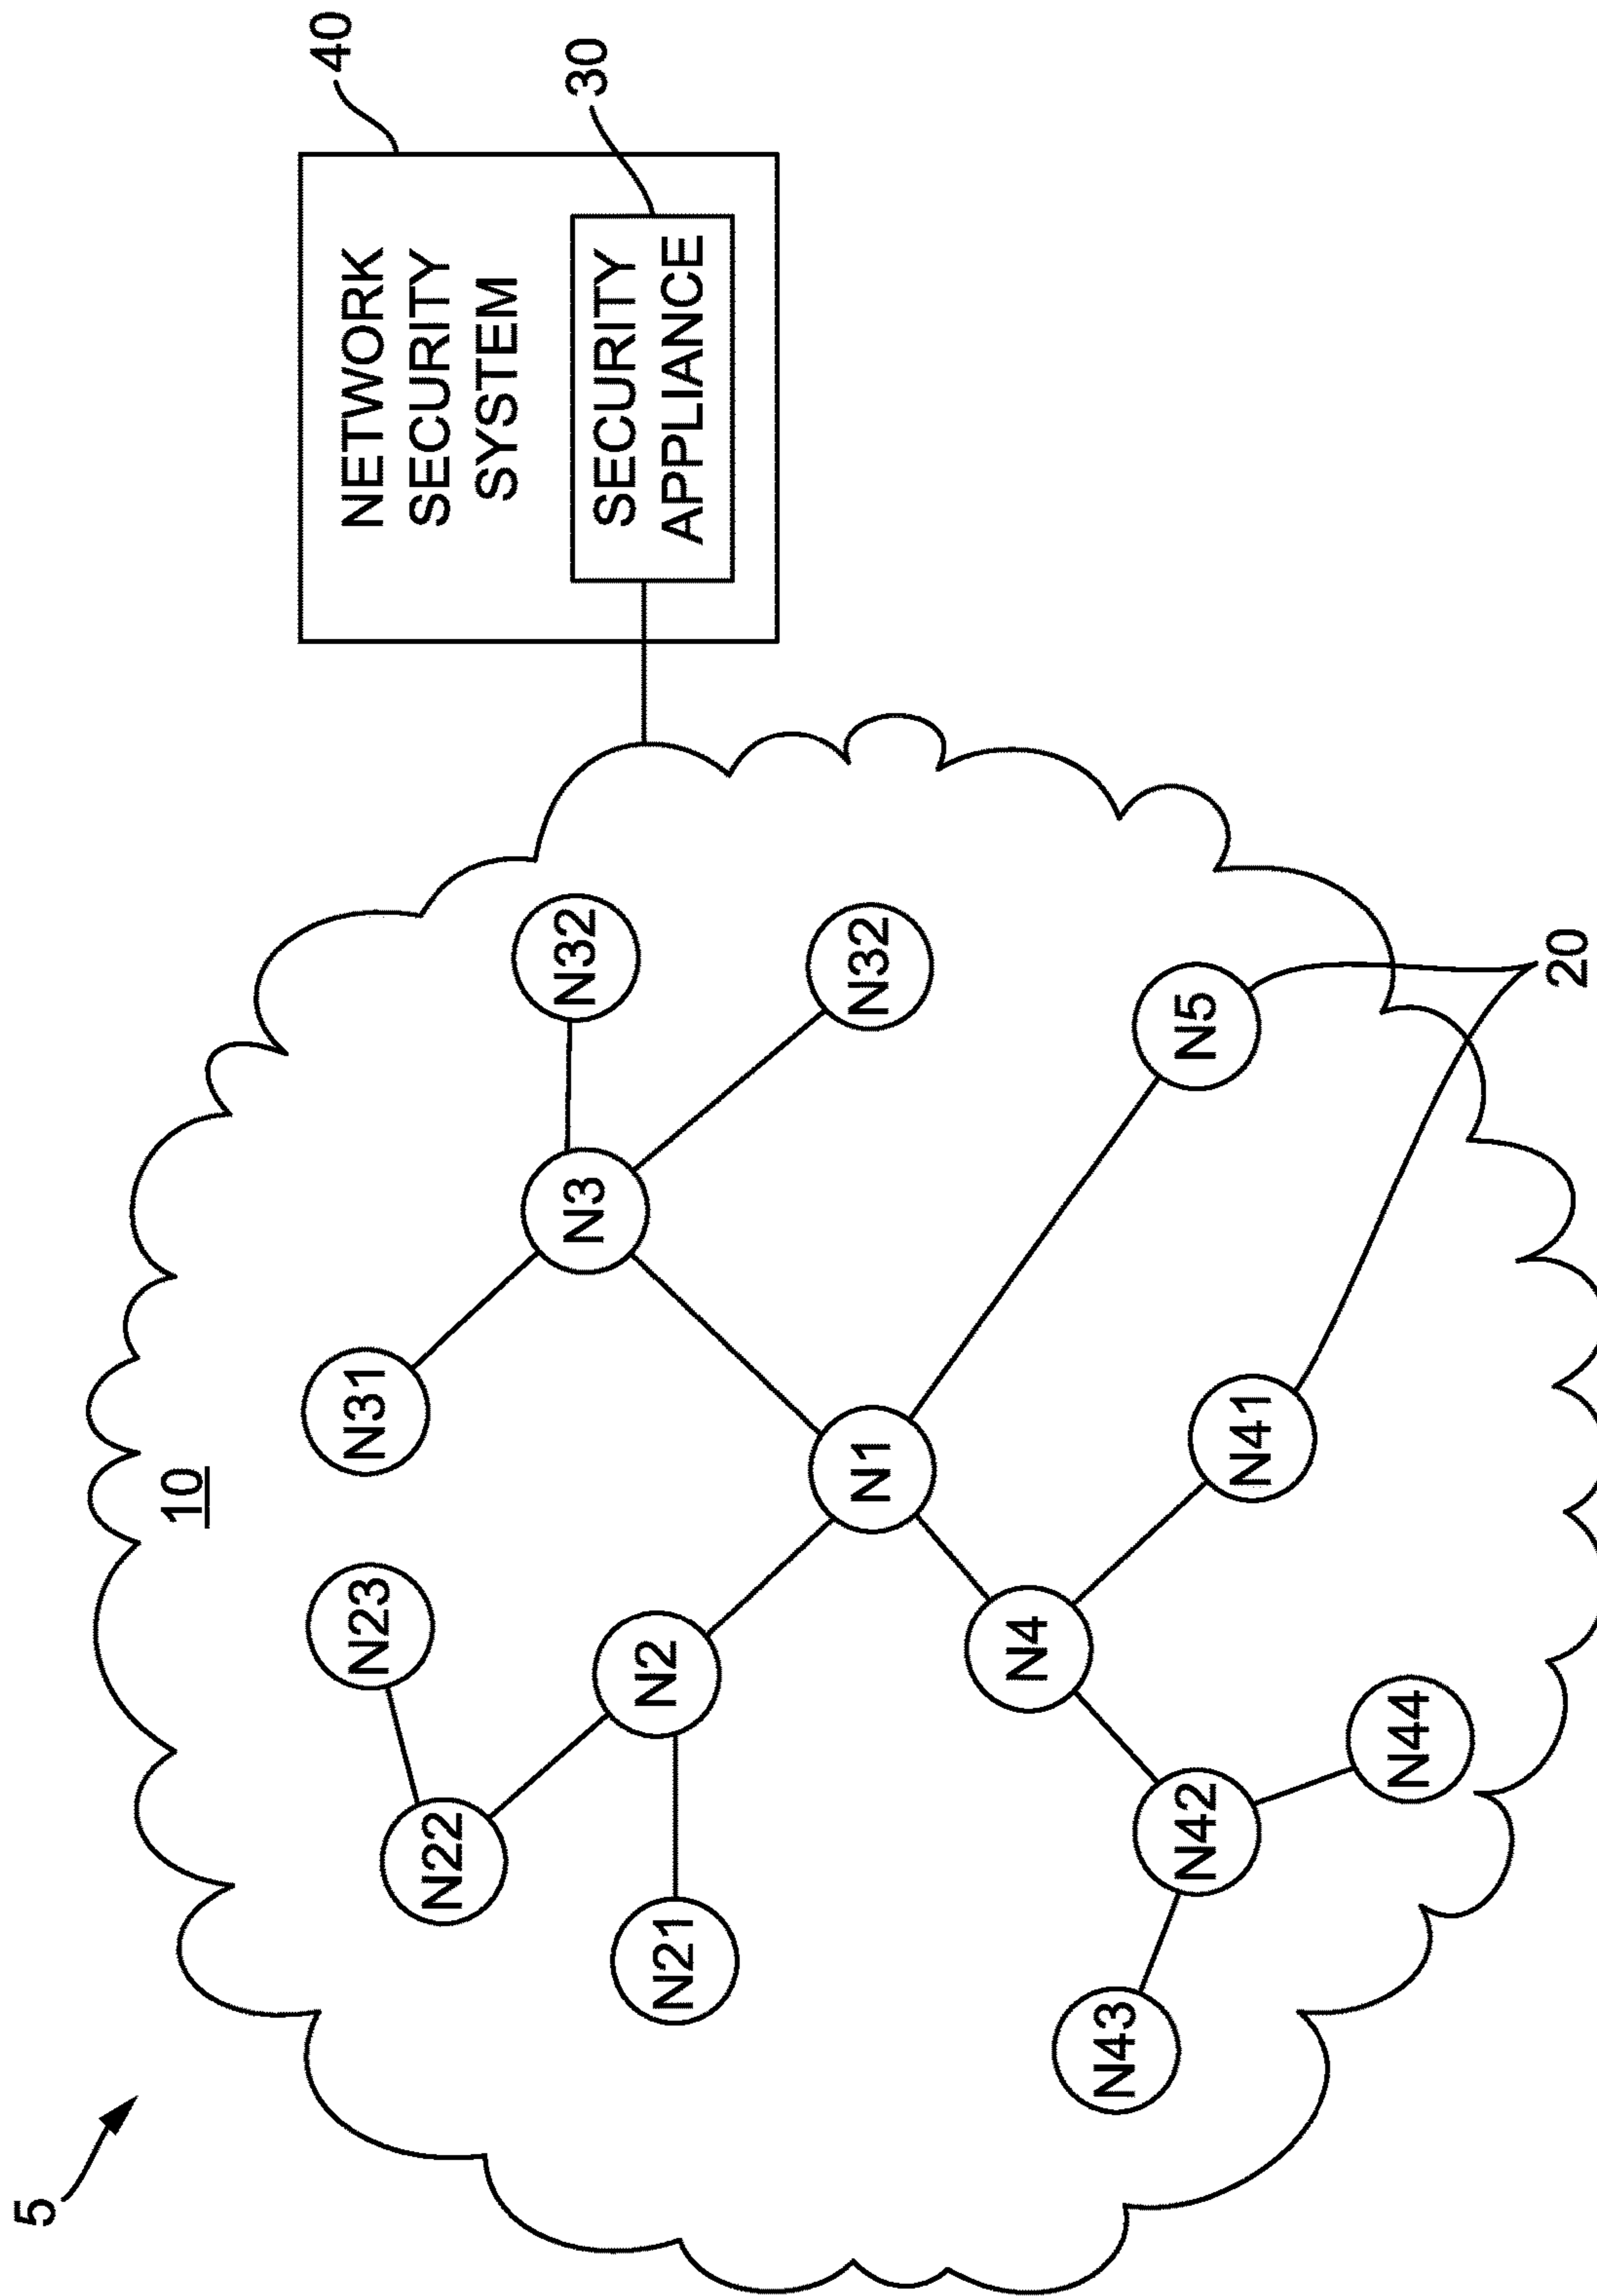 5
10
40
NETWORK
SECURITY
SYSTEM
30
SECURITY
APPLIANCE
N23
N31
N32
N22
N3
N2
N32
N21
N1
N4
N5
N43
N42
N41
N44
20